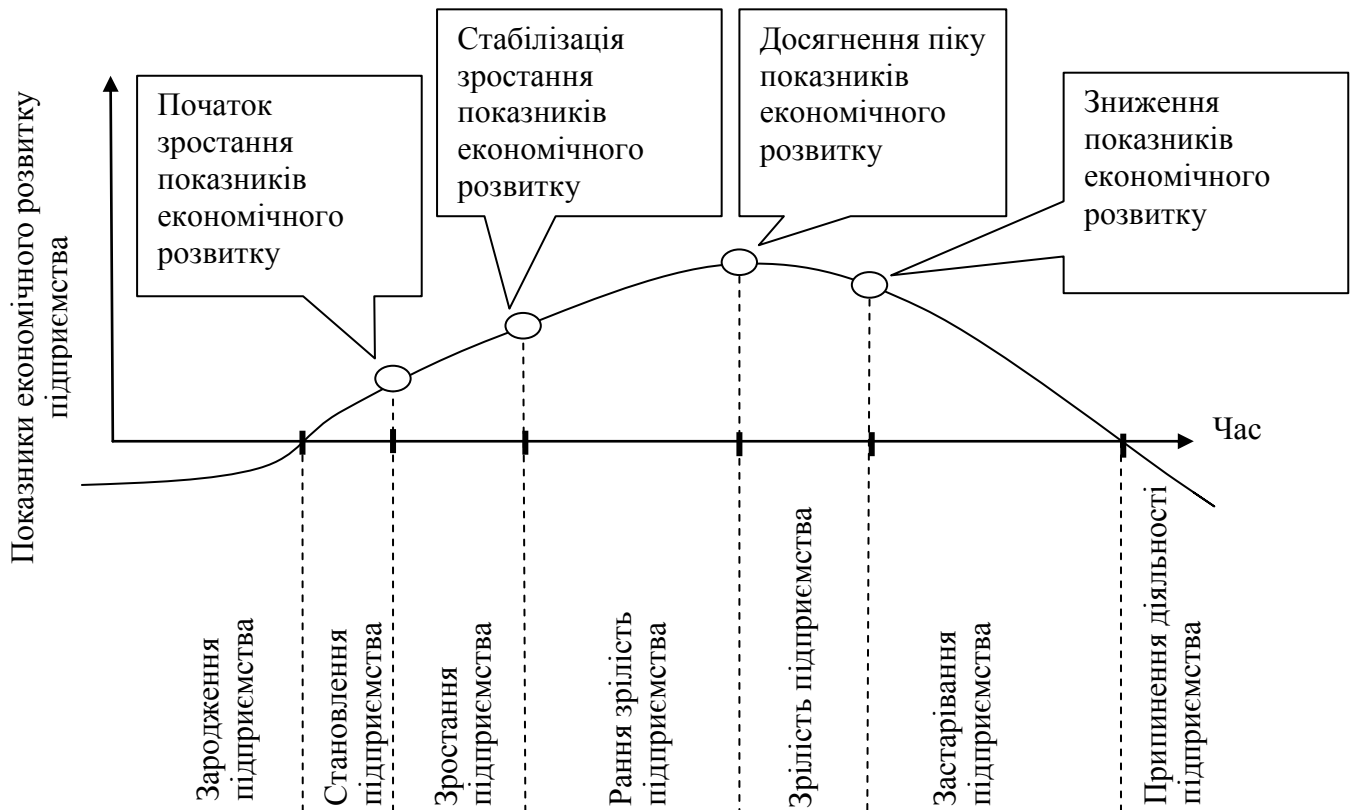 Показники економічного розвитку
підприємства
Початок
зростання
показників
економічного
розвитку
Стабілізація
зростання
показників
економічного
розвитку
Досягнення піку
показників
економічного
розвитку
Зниження
показників
економічного
розвитку
Час
Зародження
підприємства
Становлення
підприємства
Зростання
підприємства
Рання зрілість
підприємства
Зрілість підприємства
Застарівання
підприємства
Припинення діяльності
підприємства